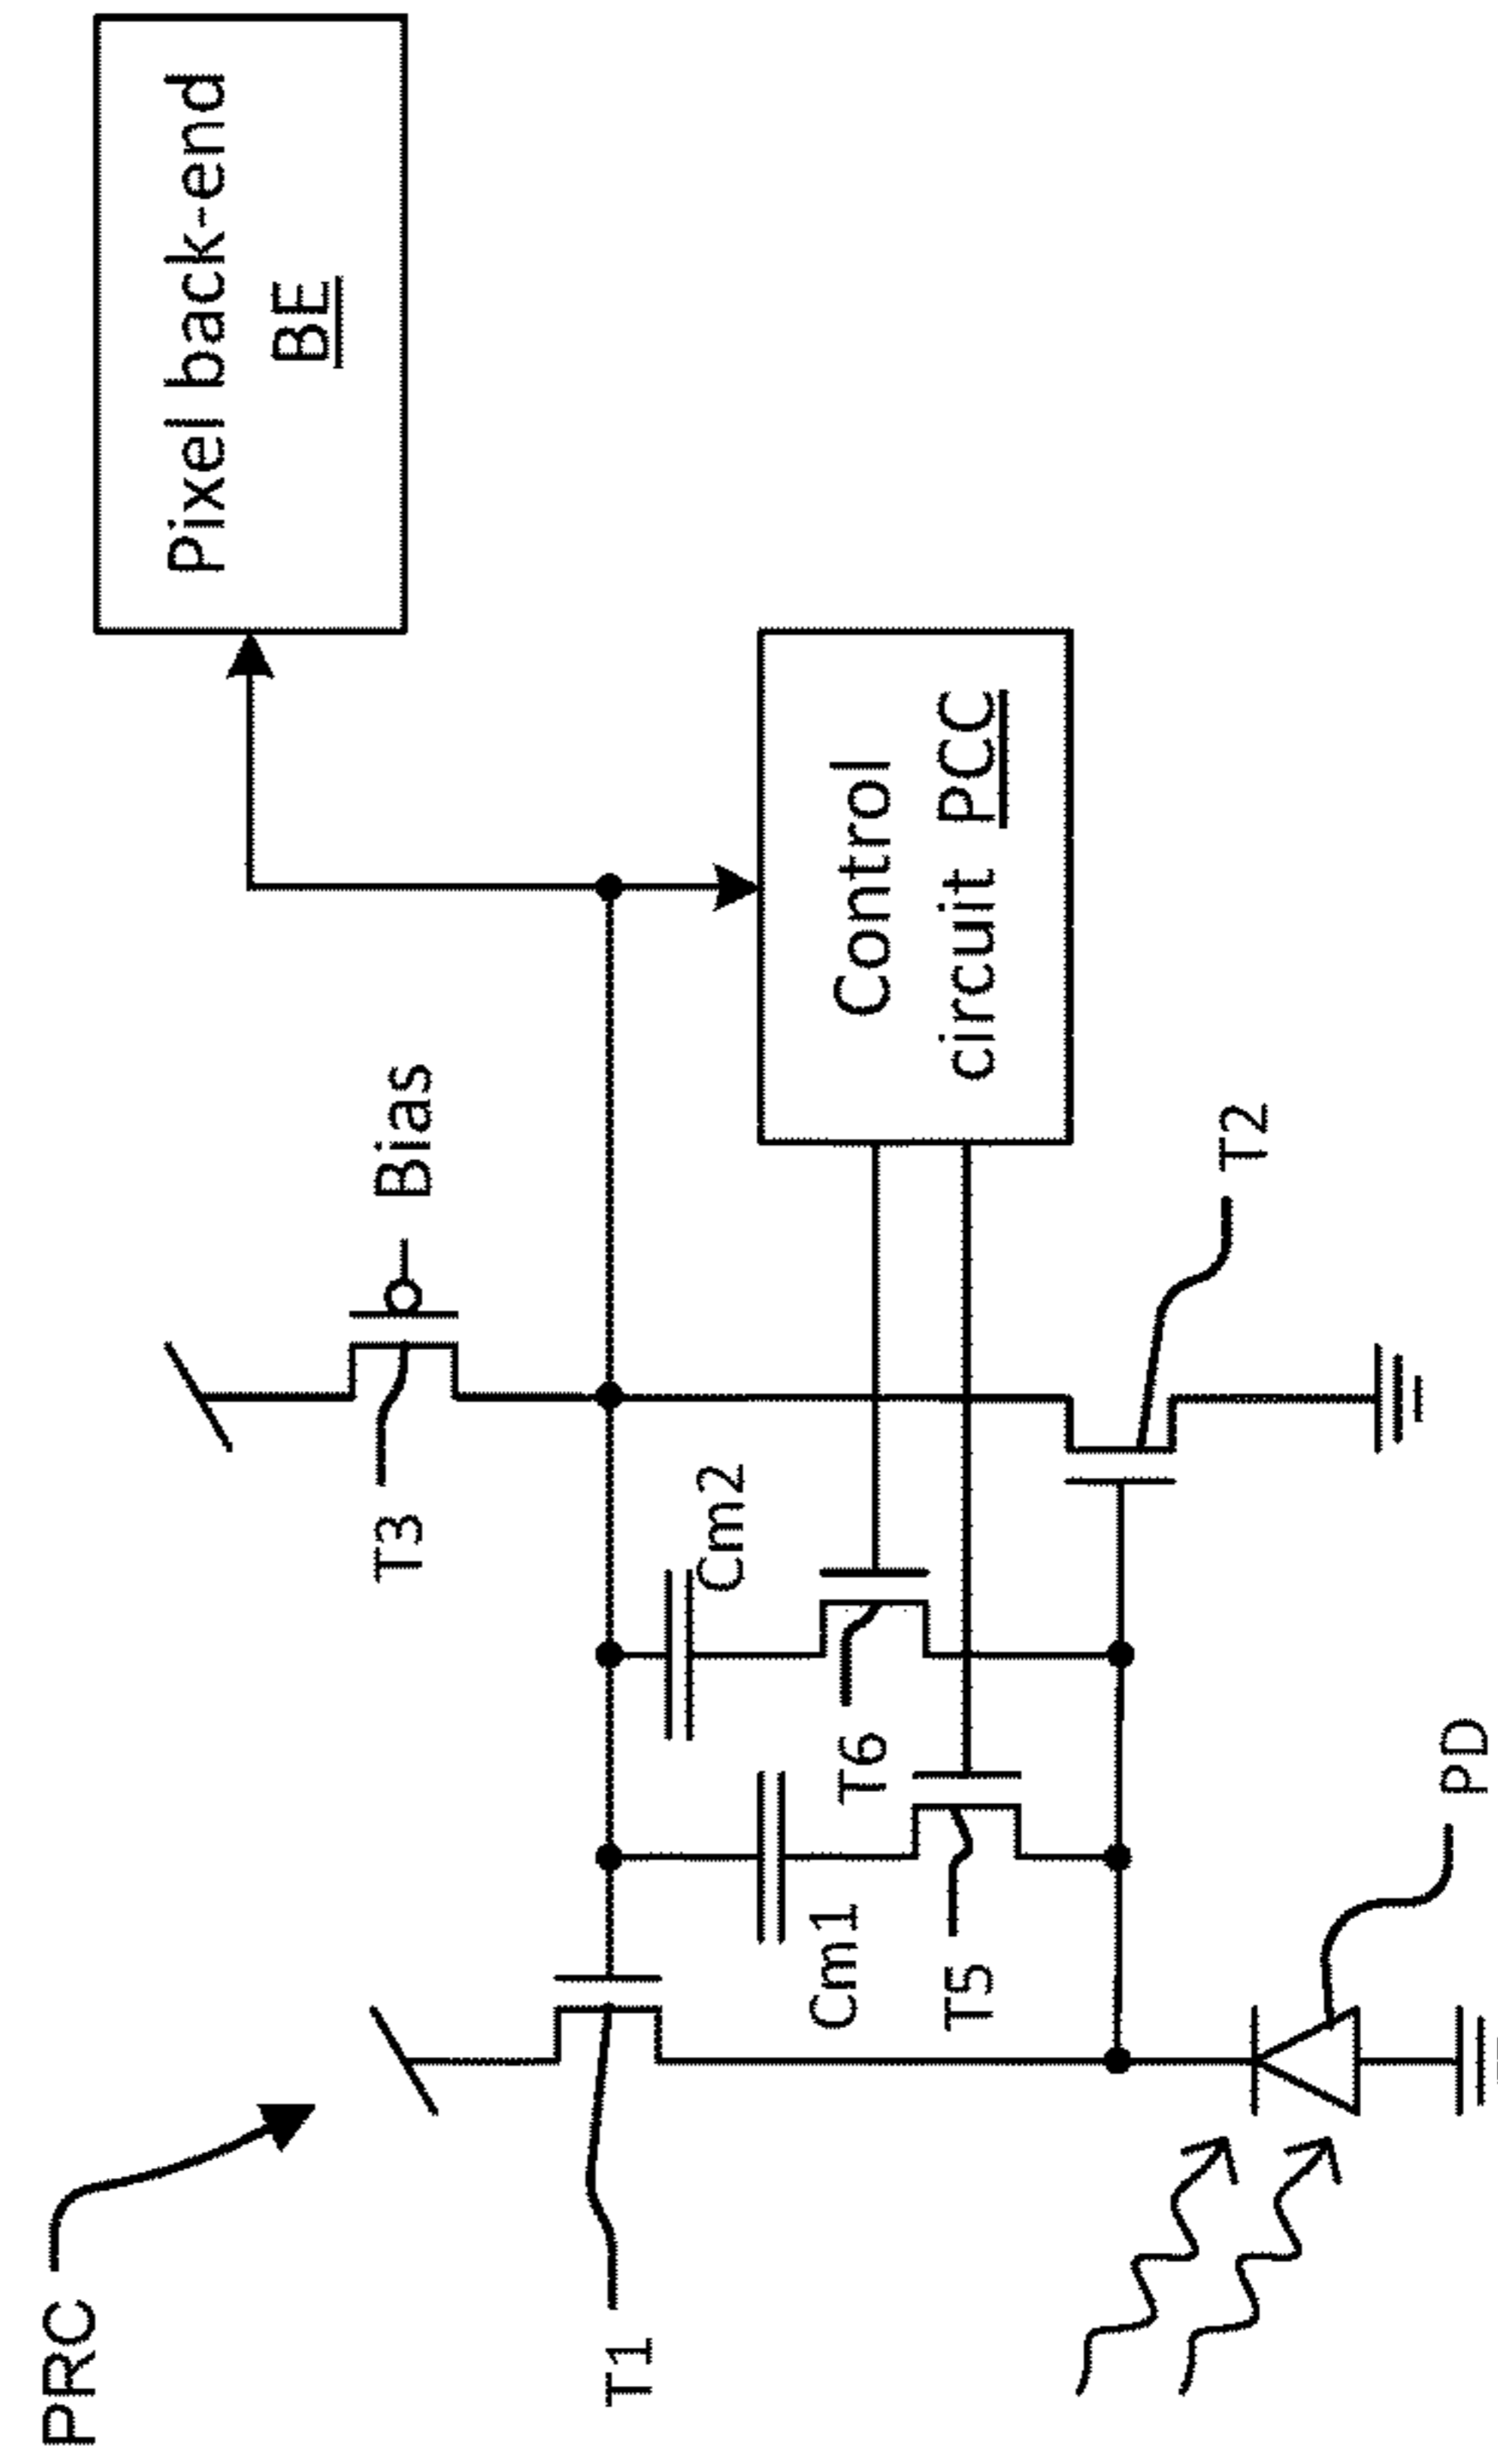 PRC
T1
T3
Bias
Pixel back-end
BE
Cm1
Cm2
T5
T6
Control
circuit PCC
T2
PD